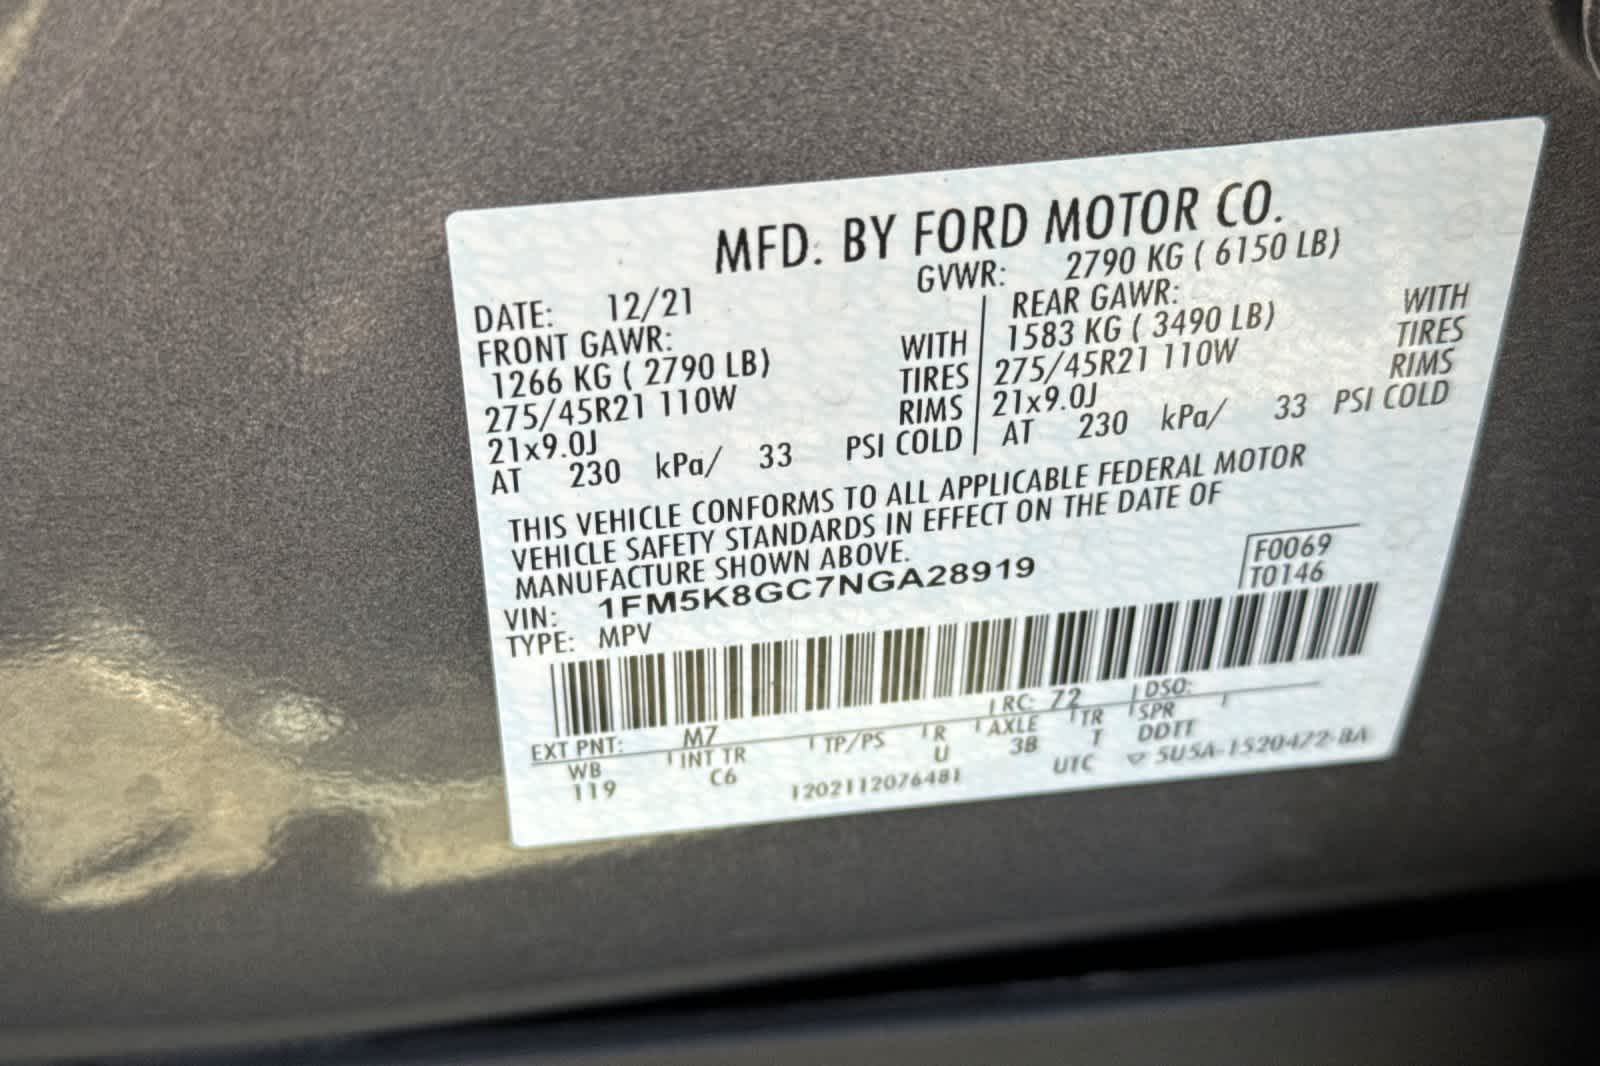 MFD. BY FORD MOTOR CO.
DATE: 12/21 GVWR: 2790 KG ( 6150 LB)
FRONT GAWR: REAR GAWR:
1266 KG ( 2790 LB) WITH 1583 KG ( 3490 LB) WITH
275/45R21 110W TIRES 275/45R21 110W TIRES
21x9.0J RIMS 21x9.0J RIMS
AT 230 kPa/ 33 PSI COLD AT 230 kPa/ 33 PSI COLD
THIS VEHICLE CONFORMS TO ALL APPLICABLE FEDERAL MOTOR
VEHICLE SAFETY STANDARDS IN EFFECT ON THE DATE OF
MANUFACTURE SHOWN ABOVE.
VIN: 1FM5K8GC7NGA28919 F0069
TYPE: MPV T0146
EXT PNT: M7 RC: 72 DSO:
WB INT TR TP/PS R AXLE TR SPR
119 C6 U 3B T DDTT
1202112076481 UTC ▽ 5U5A-1520472-BA